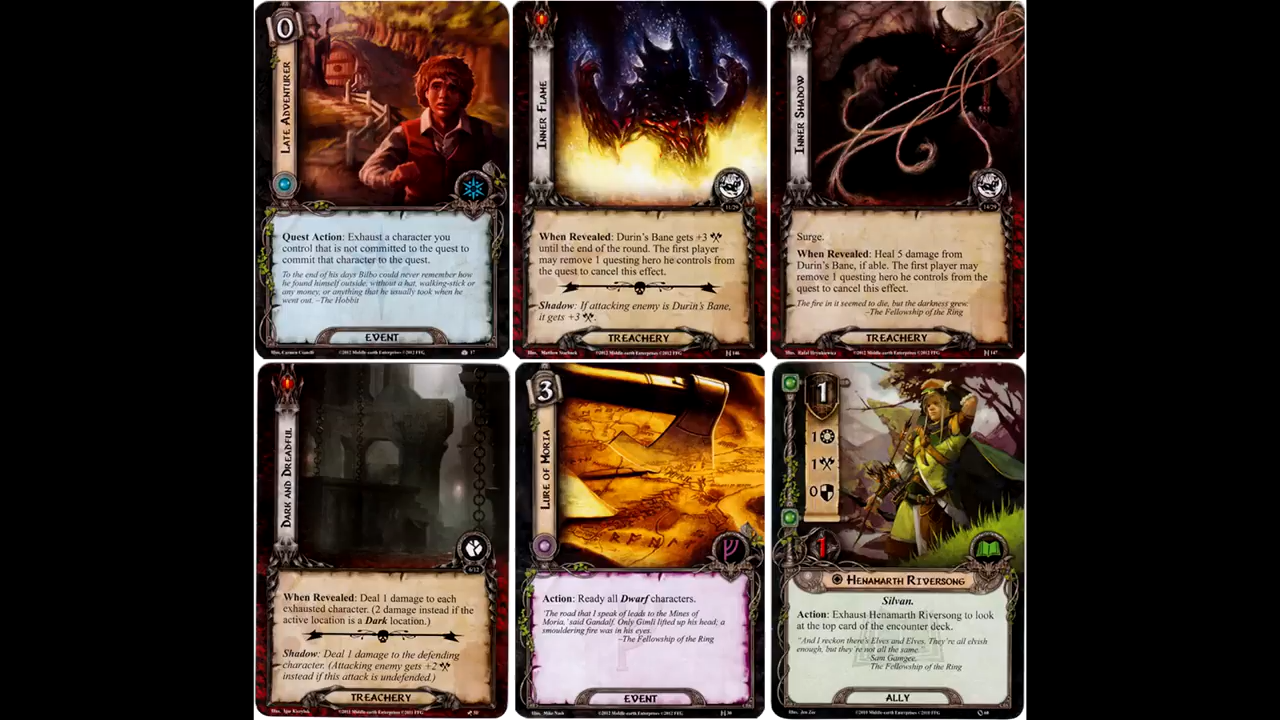 0
LATE ADVENTURER
Quest Action: Exhaust a character you
control that is not committed to the quest to
commit that character to the quest.
To the end of his days Bilbo could never remember how
he found himself outside, without a hat, walking-stick or
any money, or anything that he usually took when he
went out. –The Hobbit
EVENT
INNER FLAME
11/29
When Revealed: Durin's Bane gets +3
until the end of the round. The first player
may remove 1 questing hero he controls from
the quest to cancel this effect.
Shadow: If attacking enemy is Durin's Bane,
it gets +3 .
TREACHERY
INNER SHADOW
14/29
Surge.
When Revealed: Heal 5 damage from
Durin's Bane, if able. The first player may
remove 1 questing hero he controls from the
quest to cancel this effect.
The fire in it seemed to die, but the darkness grew.
–The Fellowship of the Ring
TREACHERY
DARK AND DREADFUL
6/12
When Revealed: Deal 1 damage to each
exhausted character. (2 damage instead if the
active location is a Dark location.)
Shadow: Deal 1 damage to the defending
character. (Attacking enemy gets +2
instead if this attack is undefended.)
TREACHERY
3
LURE OF MORIA
Action: Ready all Dwarf characters.
'The road that I speak of leads to the Mines of
Moria,' said Gandalf. Only Gimli lifted up his head; a
smouldering fire was in his eyes.
–The Fellowship of the Ring
EVENT
1
1
1
0
1
HENAMARTH RIVERSONG
Silvan.
Action: Exhaust Henamarth Riversong to look
at the top card of the encounter deck.
"And I reckon there's Elves and Elves. They're all elvish
enough, but they're not all the same."
Sam Gamgee,
The Fellowship of the Ring
ALLY